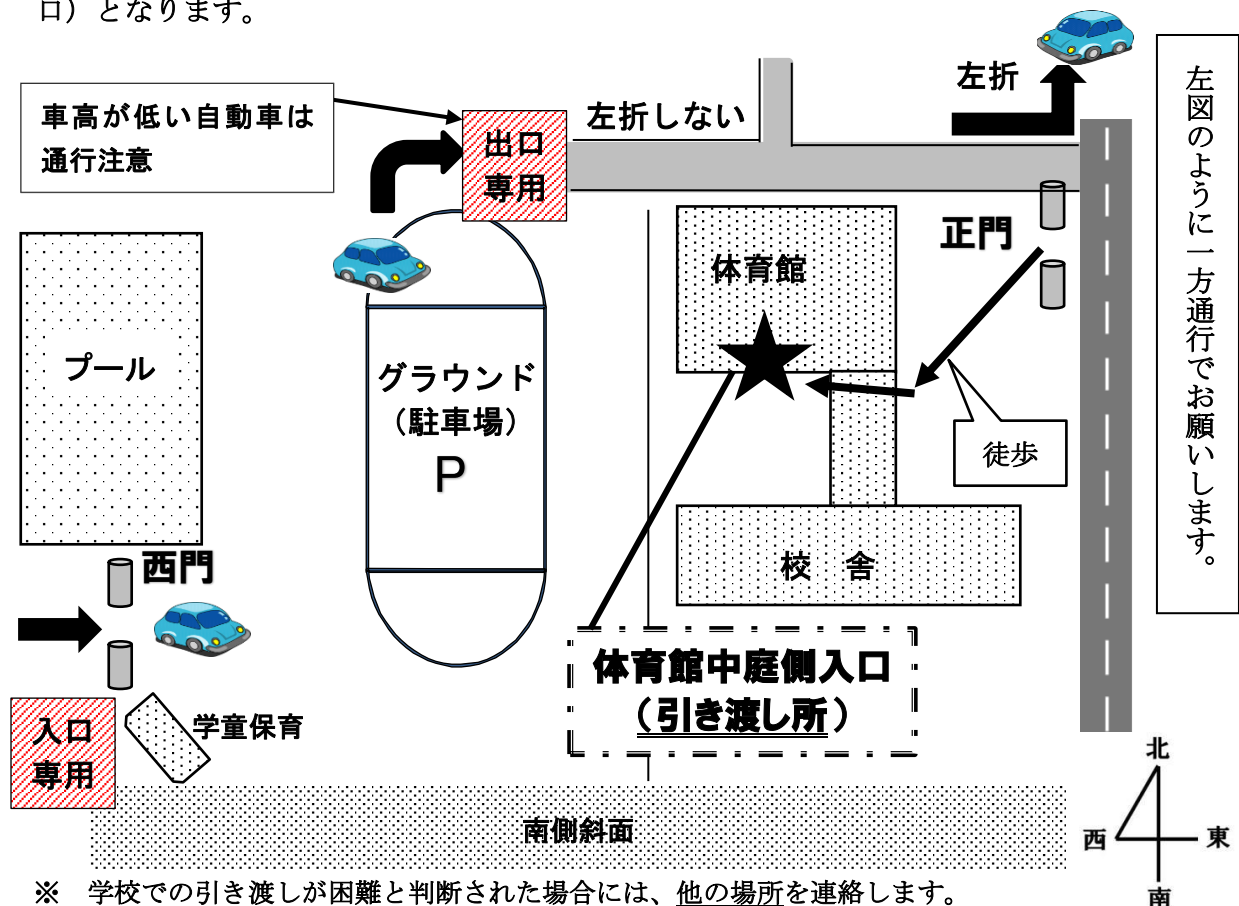 口）となります。
車高が低い自動車は
通行注意
出口
専用
左折しない
左折
左図のように一方通行でお願いします。
正門
体育館
プール
グラウンド
（駐車場）
P
徒歩
校　舎
西門
体育館中庭側入口
（引き渡し所）
入口
専用
学童保育
南側斜面
北
西
東
南
※　学校での引き渡しが困難と判断された場合には、他の場所を連絡します。